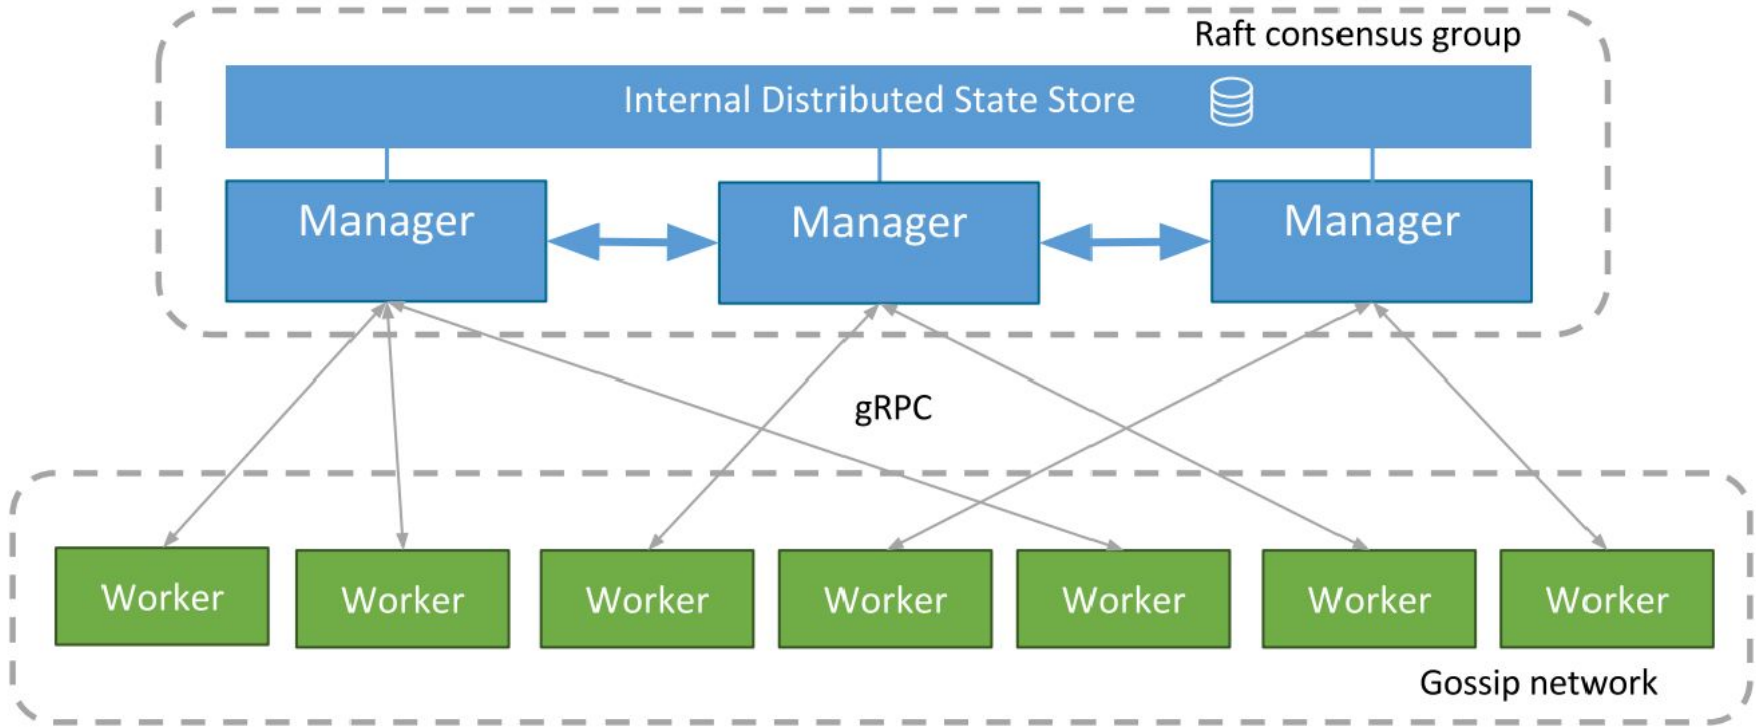 Raft consensus group
Internal Distributed State Store
Manager
Manager
Manager
gRPC
Worker
Worker
Worker
Worker
Worker
Worker
Worker
Gossip network